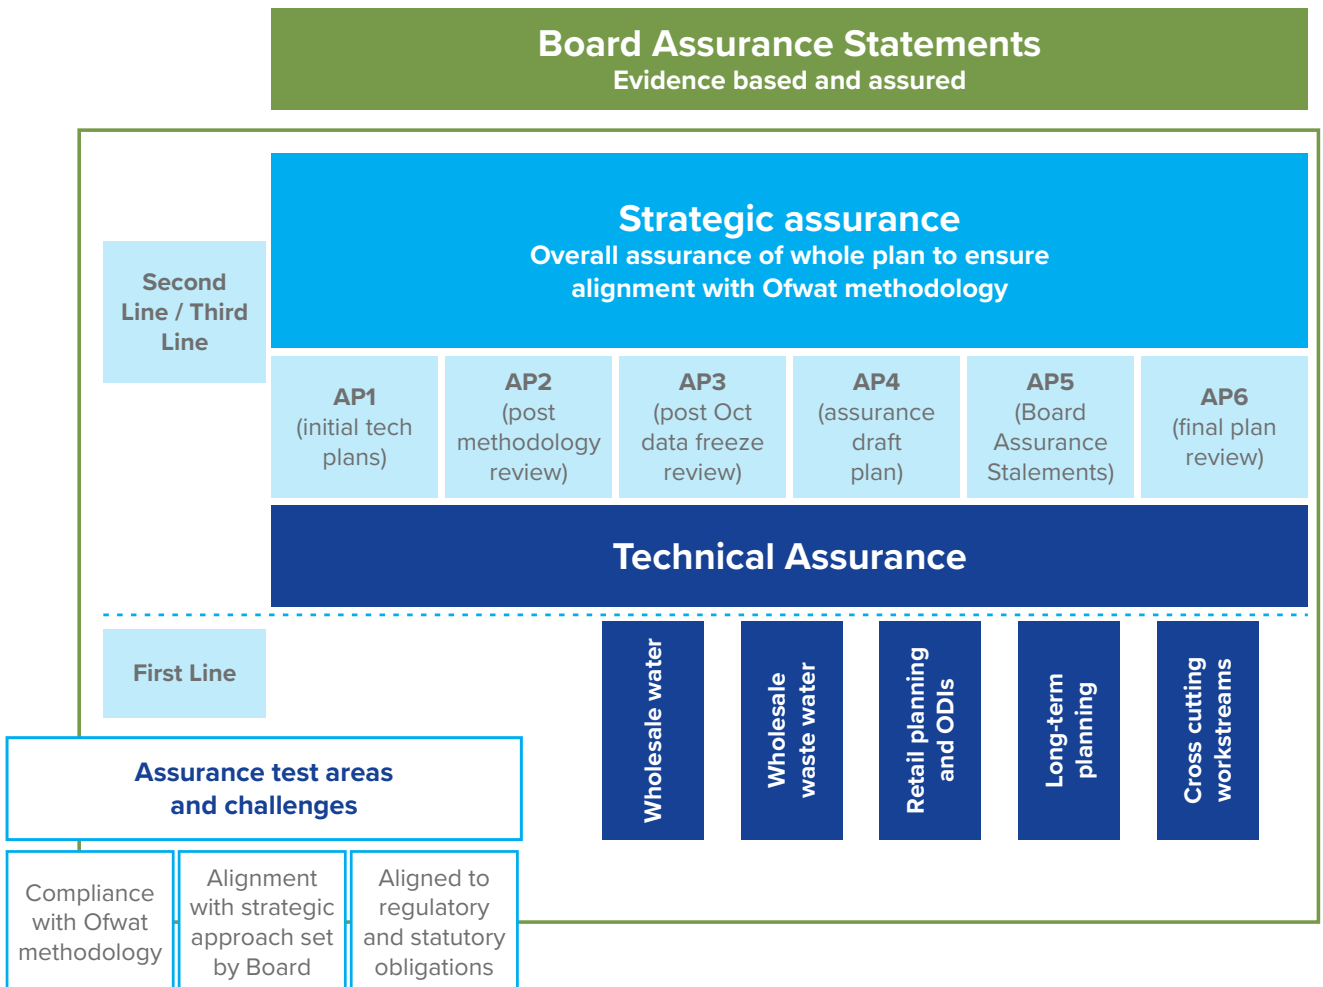 Board Assurance Statements
Evidence based and assured
Strategic assurance
Overall assurance of whole plan to ensure
alignment with Ofwat methodology
Second
Line / Third
Line
AP1
(initial tech
plans)
AP2
(post
methodology
review)
AP3
(post Oct
data freeze
review)
AP4
(assurance
draft
plan)
AP5
(Board
Assurance
Stalements)
AP6
(final plan
review)
Technical Assurance
First Line
Wholesale water
Wholesale
waste water
Retail planning
and ODIs
Long-term
planning
Cross cutting
workstreams
Assurance test areas
and challenges
Compliance
with Ofwat
methodology
Alignment
with strategic
approach set
by Board
Aligned to
regulatory
and statutory
obligations